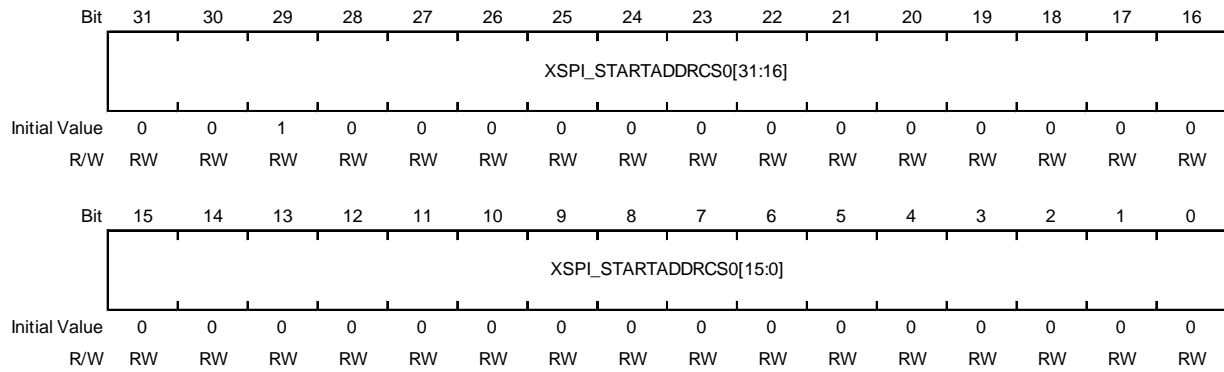 Bit 31 30 29 28 27 26 25 24 23 22 21 20 19 18 17 16
XSPI_STARTADDRCS0[31:16]
Initial Value 0 0 1 0 0 0 0 0 0 0 0 0 0 0 0 0
R/W RW RW RW RW RW RW RW RW RW RW RW RW RW RW RW RW
Bit 15 14 13 12 11 10 9 8 7 6 5 4 3 2 1 0
XSPI_STARTADDRCS0[15:0]
Initial Value 0 0 0 0 0 0 0 0 0 0 0 0 0 0 0 0
R/W RW RW RW RW RW RW RW RW RW RW RW RW RW RW RW RW